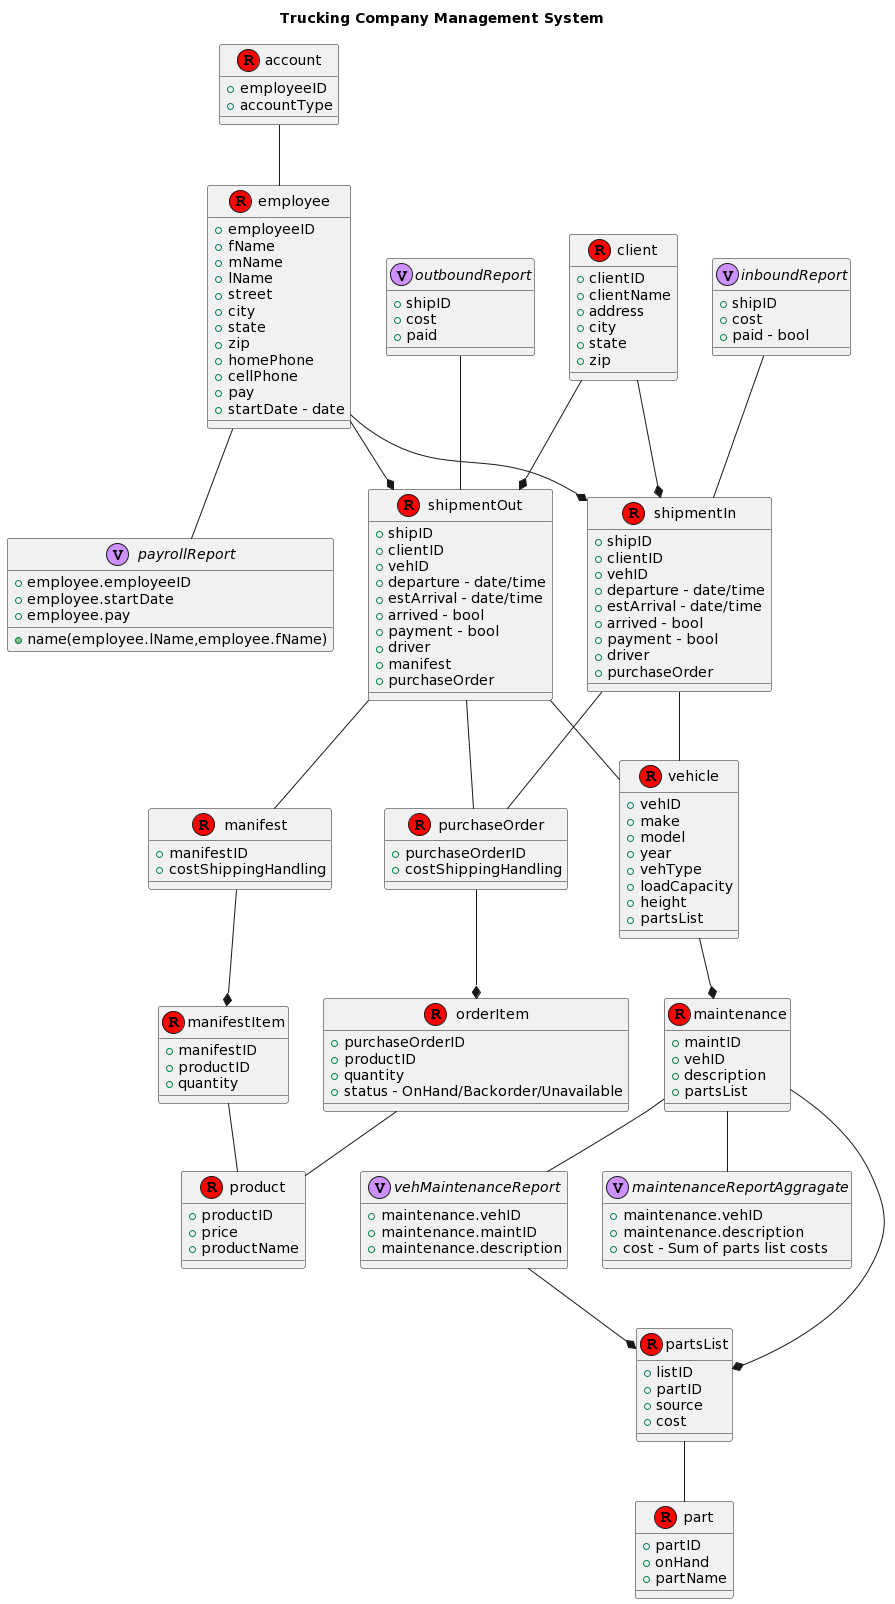 Trucking Company Management System
R account
employeeID
accountType
R employee
employeeID
fName
mName
lName
street
city
state
zip
homePhone
cellPhone
pay
startDate - date
V outboundReport
shipID
cost
paid
R client
clientID
clientName
address
city
state
zip
V inboundReport
shipID
cost
paid - bool
V payrollReport
employee.employeeID
employee.startDate
employee.pay
name(employee.lName,employee.fName)
R shipmentOut
shipID
clientID
vehID
departure - date/time
estArrival - date/time
arrived - bool
payment - bool
driver
manifest
purchaseOrder
R shipmentIn
shipID
clientID
vehID
departure - date/time
estArrival - date/time
arrived - bool
payment - bool
driver
purchaseOrder
R manifest
manifestID
costShippingHandling
R purchaseOrder
purchaseOrderID
costShippingHandling
R vehicle
vehID
make
model
year
vehType
loadCapacity
height
partsList
R manifestItem
manifestID
productID
quantity
R orderItem
purchaseOrderID
productID
quantity
status - OnHand/Backorder/Unavailable
R maintenance
maintID
vehID
description
partsList
R product
productID
price
productName
V vehMaintenanceReport
maintenance.vehID
maintenance.maintID
maintenance.description
V maintenanceReportAggragate
maintenance.vehID
maintenance.description
cost - Sum of parts list costs
R partsList
listID
partID
source
cost
R part
partID
onHand
partName